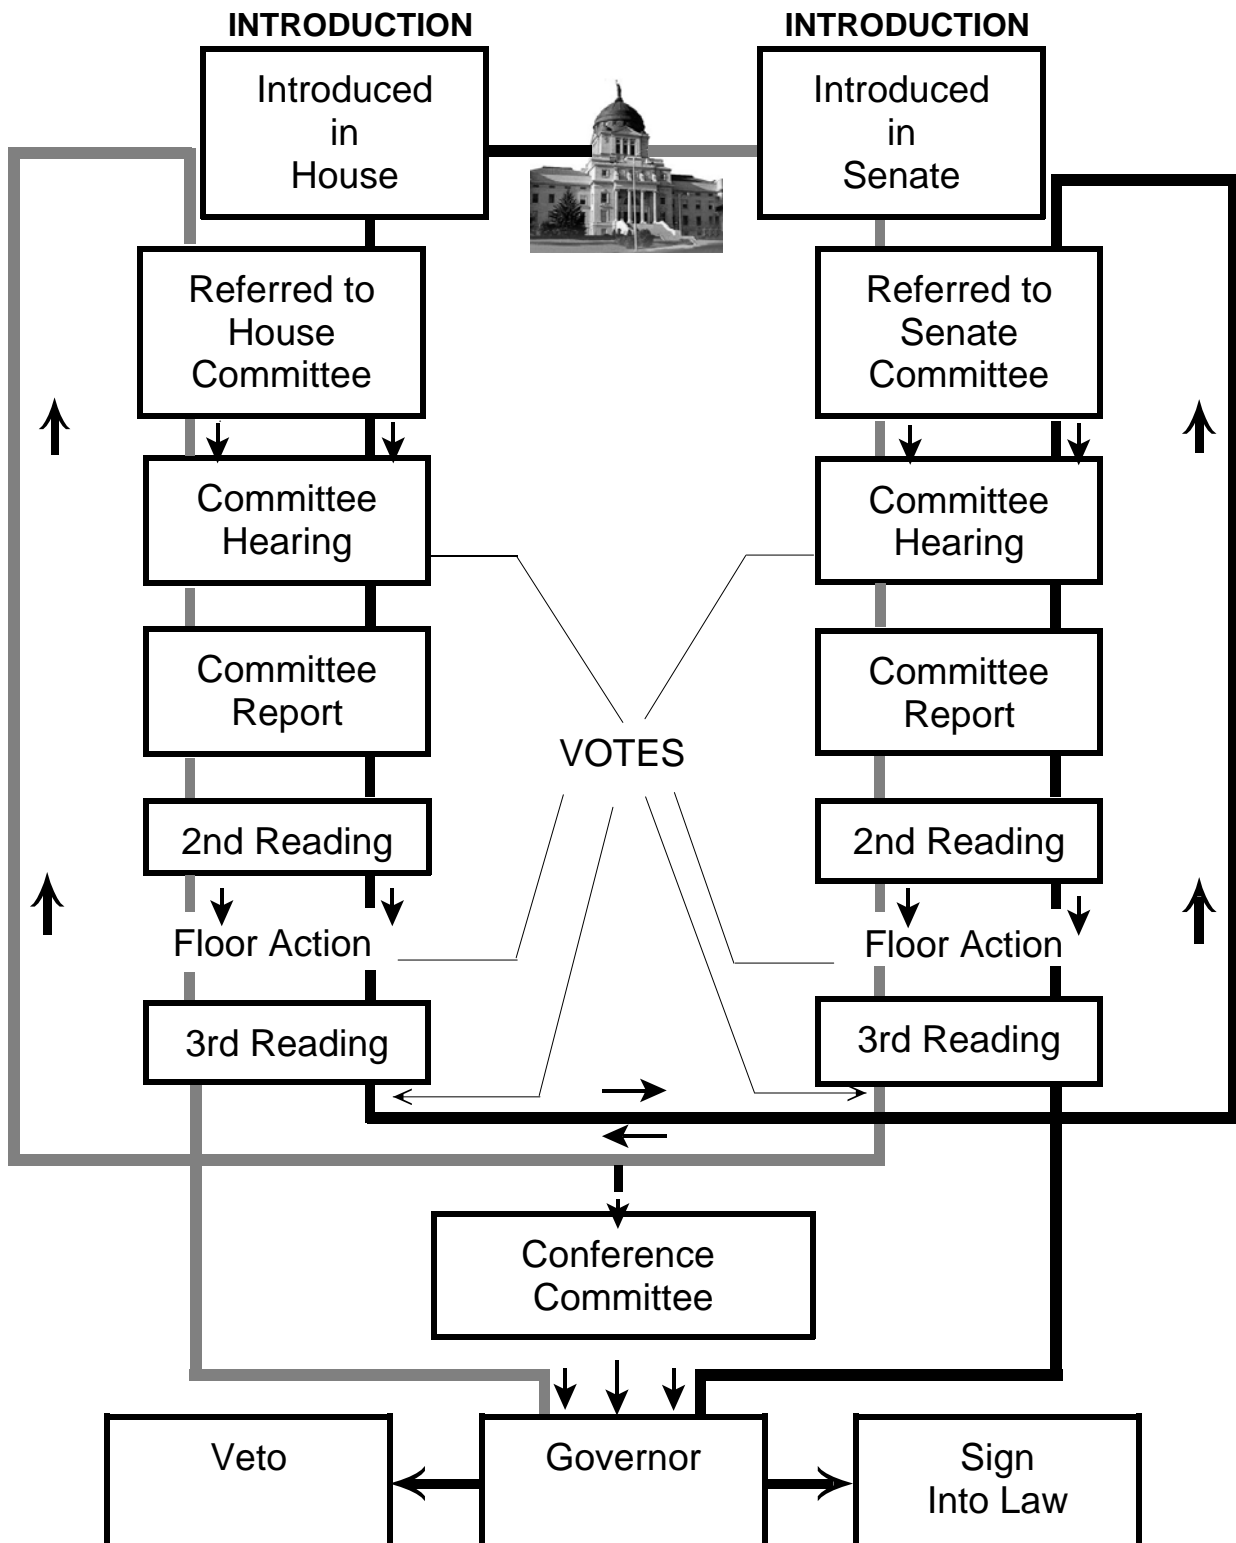 INTRODUCTION
Introduced
in
House
Referred to
House
Committee
Committee
Hearing
Committee
Report
2nd Reading
Floor Action
3rd Reading
INTRODUCTION
Introduced
in
Senate
Referred to
Senate
Committee
Committee
Hearing
Committee
Report
2nd Reading
Floor Action
3rd Reading
VOTES
Conference
Committee
Veto
Governor
Sign
Into Law